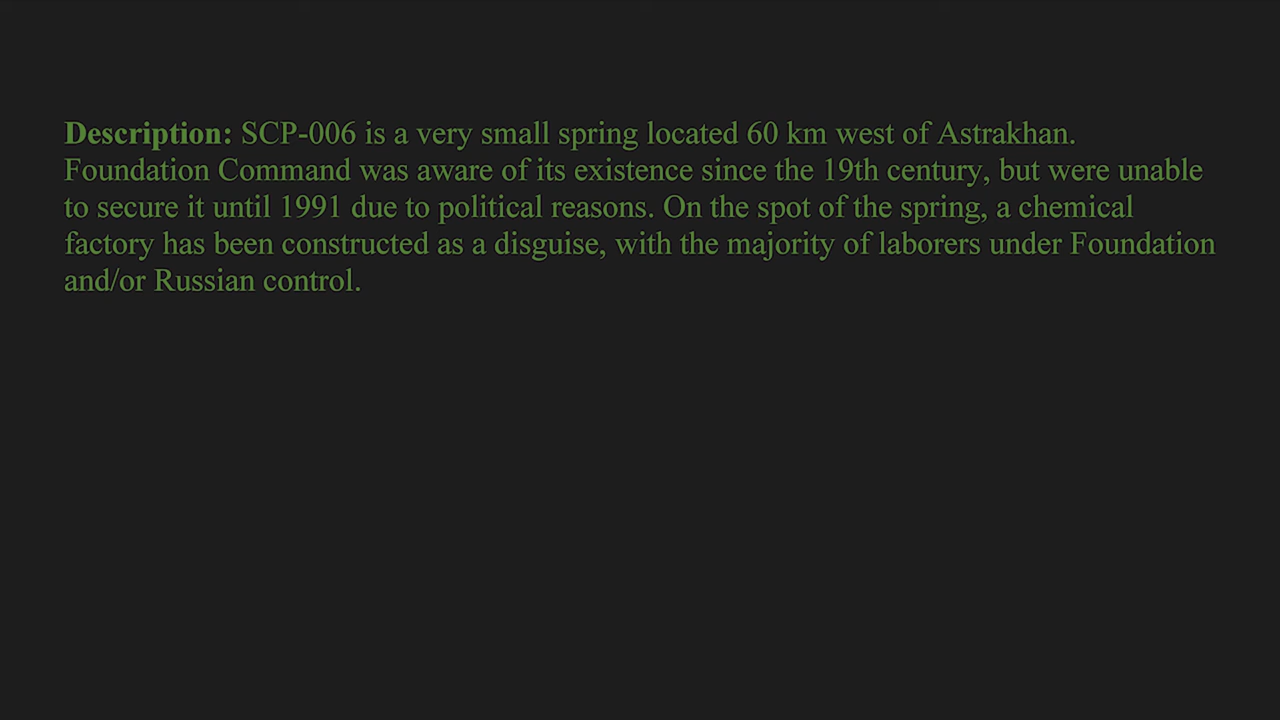 Description: SCP-006 is a very small spring located 60 km west of Astrakhan.
Foundation Command was aware of its existence since the 19th century, but were unable
to secure it until 1991 due to political reasons. On the spot of the spring, a chemical
factory has been constructed as a disguise, with the majority of laborers under Foundation
and/or Russian control.